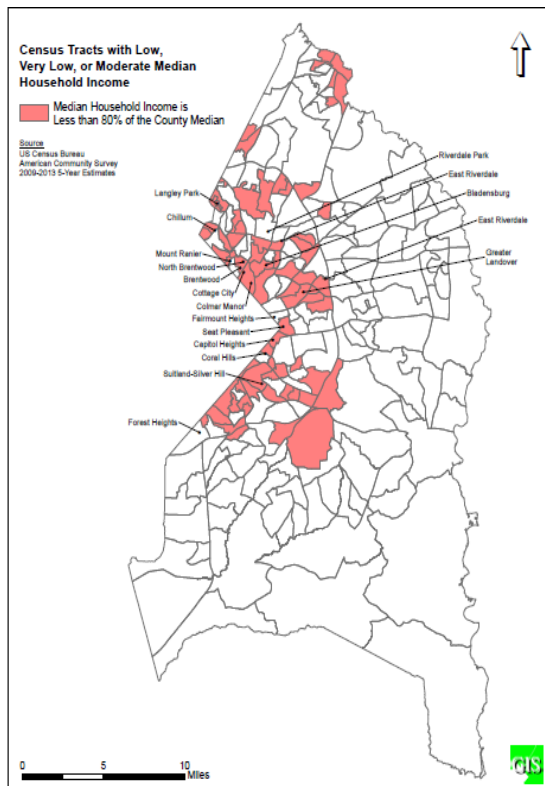 Census Tracts with Low,
Very Low, or Moderate Median
Household Income
Median Household Income is
Less than 80% of the County Median
Source
US Census Bureau
American Community Survey
2009-2013 5-Year Estimates
Riverdale Park
East Riverdale
Bladensburg
East Riverdale
Greater
Landover
Langley Park
Chillum
Mount Ranier
North Brentwood
Brentwood
Cottage City
Colmar Manor
Fairmount Heights
Seat Pleasant
Capitol Heights
Coral Hills
Suitland-Silver Hill
Forest Heights
0 5 10
Miles
GIS